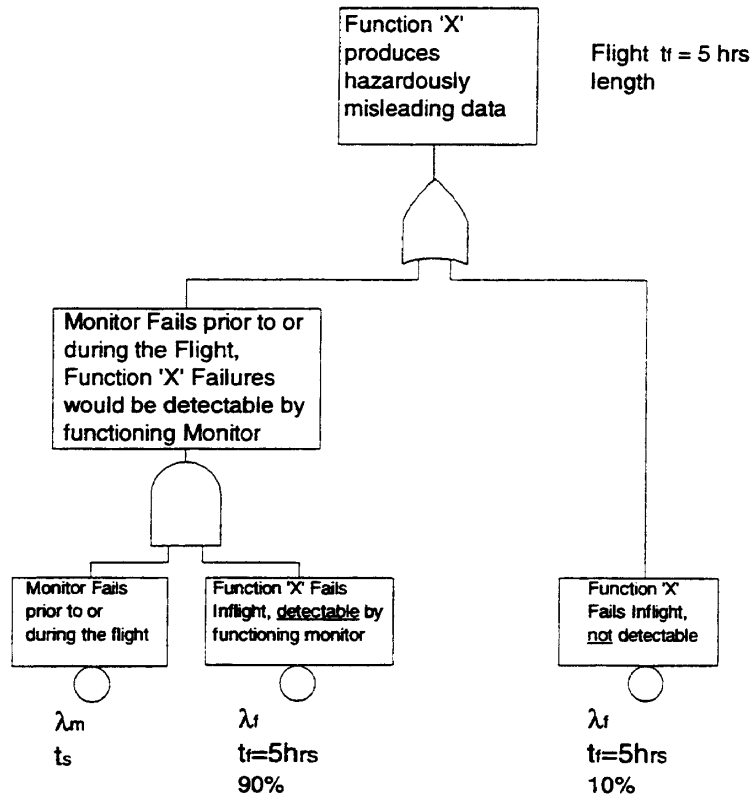 Function 'X'
produces
hazardously
misleading data
Flight tf = 5 hrs
length
Monitor Fails prior to or
during the Flight,
Function 'X' Failures
would be detectable by
functioning Monitor
Monitor Fails
prior to or
during the flight
Function 'X' Fails
Inflight, detectable by
functioning monitor
Function 'X'
Fails Inflight,
not detectable
λm
ts
λf
tf=5hrs
90%
λf
tf=5hrs
10%